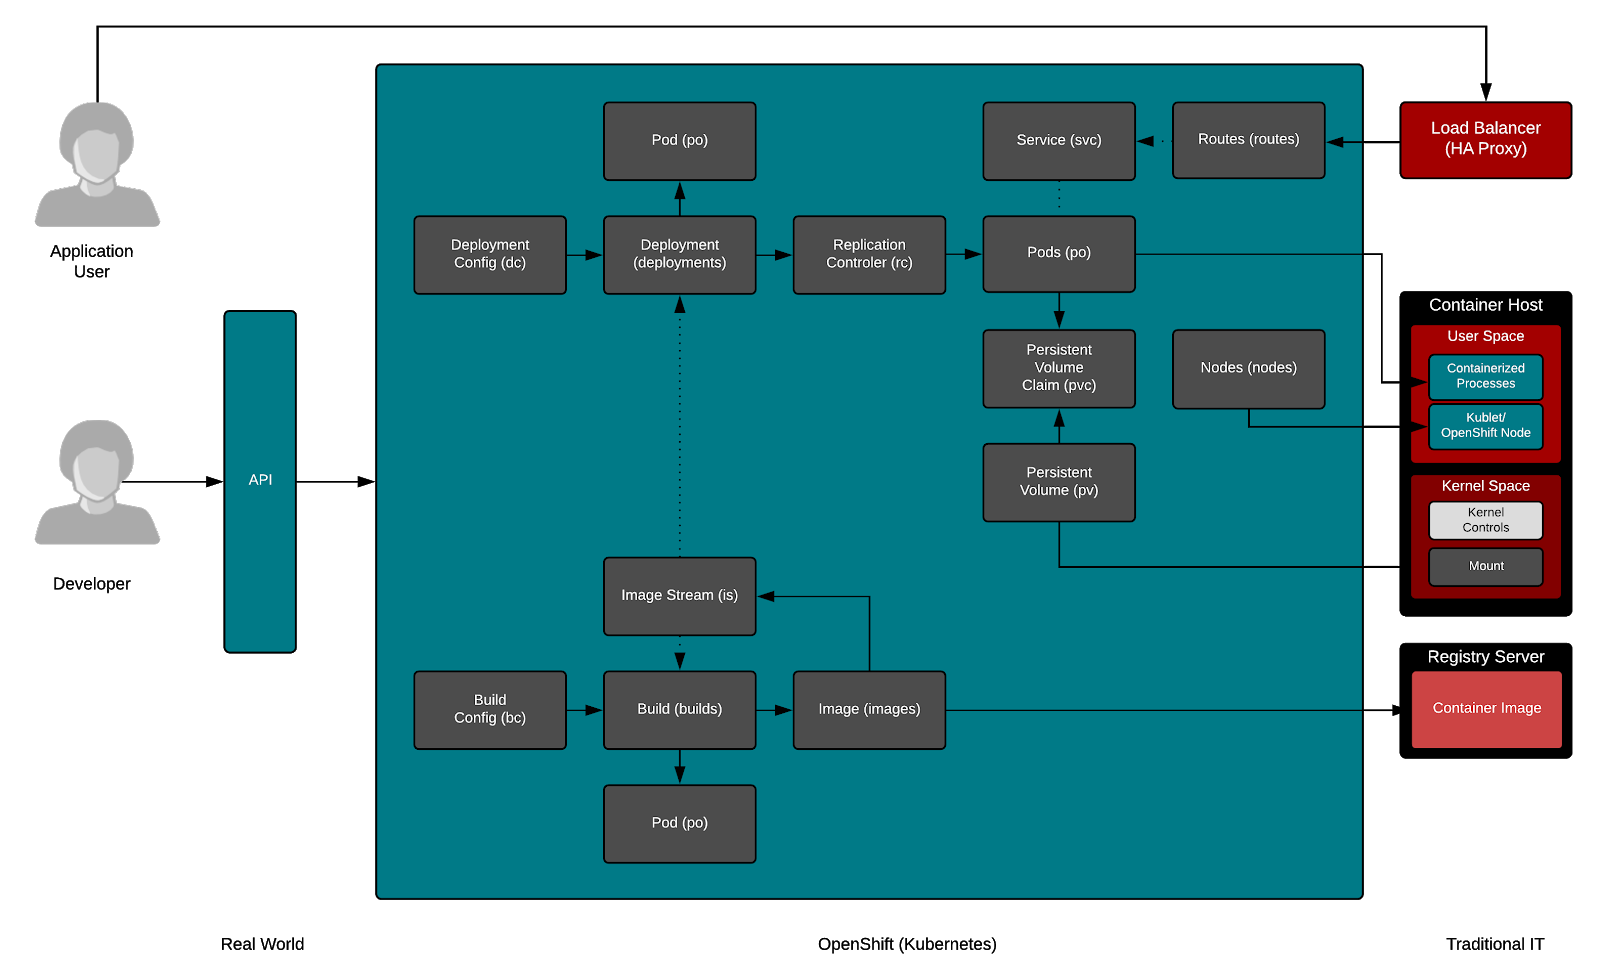 Pod (po)
Service (svc)
Routes (routes)
Load Balancer
(HA Proxy)
Application
User
Deployment
Config (dc)
Deployment
(deployments)
Replication
Controler (rc)
Pods (po)
Container Host
User Space
Containerized
Processes
Kublet/
OpenShift Node
Persistent
Volume
Claim (pvc)
Nodes (nodes)
API
Persistent
Volume (pv)
Kernel Space
Kernel
Controls
Mount
Developer
Image Stream (is)
Registry Server
Container Image
Build
Config (bc)
Build (builds)
Image (images)
Pod (po)
Real World
OpenShift (Kubernetes)
Traditional IT